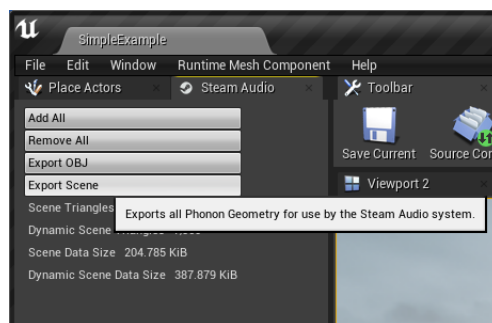 SimpleExample
File Edit Window Runtime Mesh Component Help
Place Actors Steam Audio Toolbar
Add All
Remove All
Export OBJ
Save Current Source
Export Scene
Viewport 2
Scene Triangles
Exports all Phonon Geometry for use by the Steam Audio system.
Dynamic Scene Triangles
Scene Data Size 204.785 KiB
Dynamic Scene Data Size 387.879 KiB